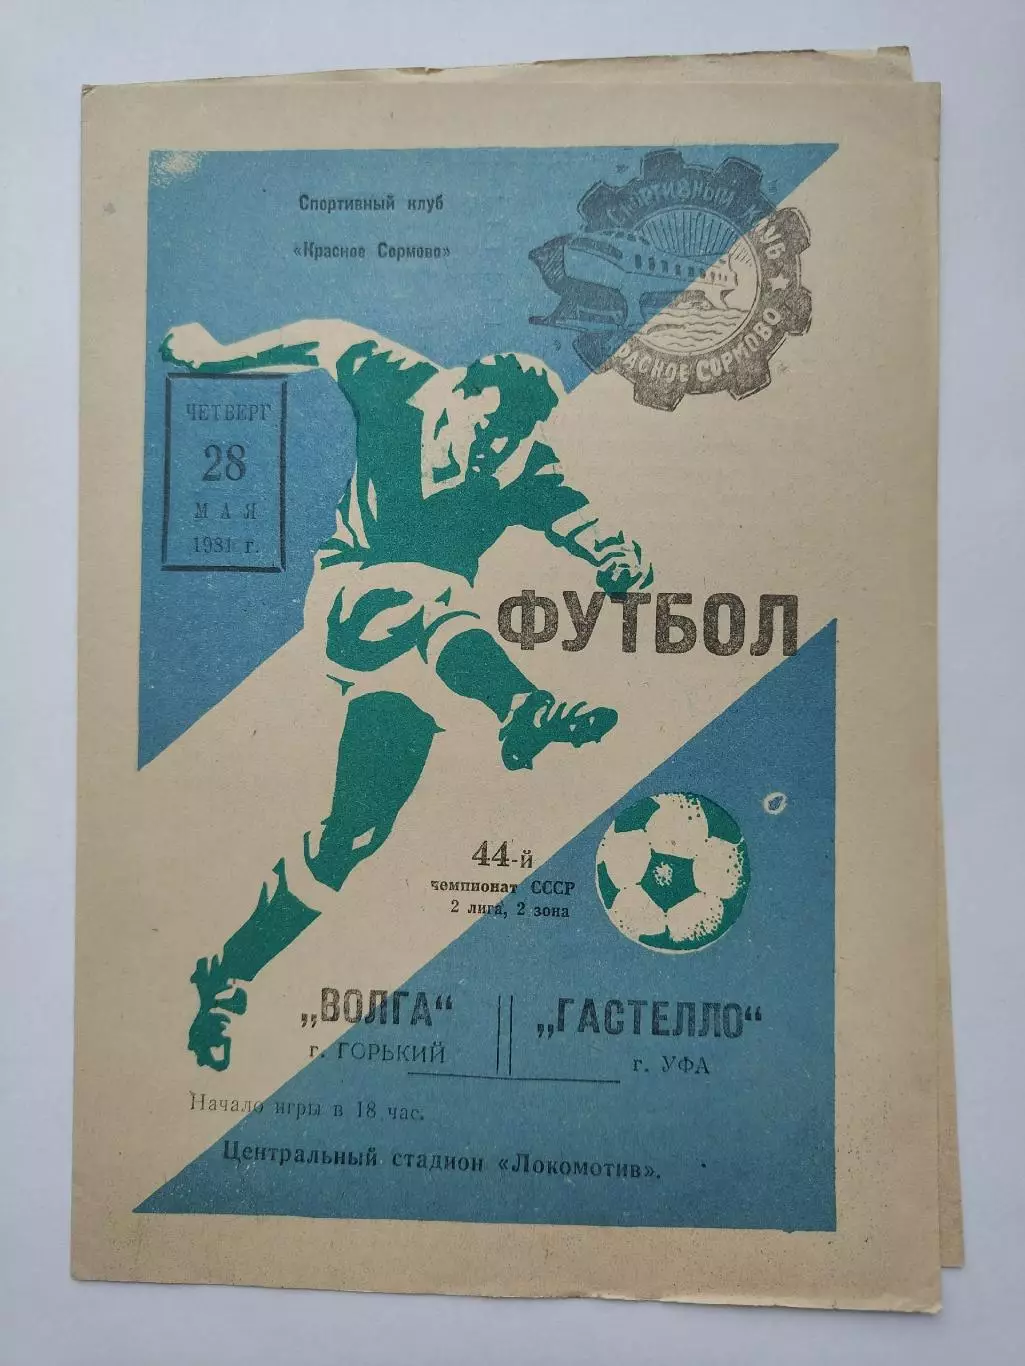 Спортивный клуб
«Красное Сормово»
СПОРТИВНЫЙ КЛУБ
КРАСНОЕ СОРМОВО
ЧЕТВЕРГ
28
МАЯ
1981 г.
ФУТБОЛ
44-й
чемпионат СССР
2 лига, 2 зона
„ВОЛГА“
г. ГОРЬКИЙ
„ГАСТЕЛЛО“
г. УФА
Начало игры в 18 час.
Центральный стадион «Локомотив».